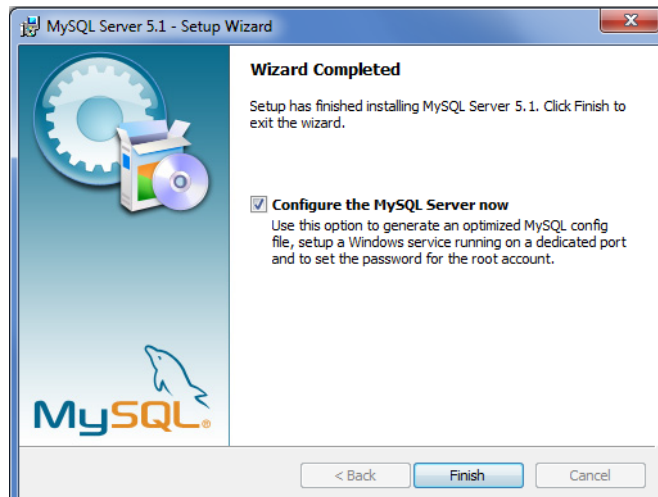 MySQL Server 5.1 - Setup Wizard
Wizard Completed
Setup has finished installing MySQL Server 5.1. Click Finish to
exit the wizard.
Configure the MySQL Server now
Use this option to generate an optimized MySQL config
file, setup a Windows service running on a dedicated port
and to set the password for the root account.
MySQL®
< Back
Finish
Cancel